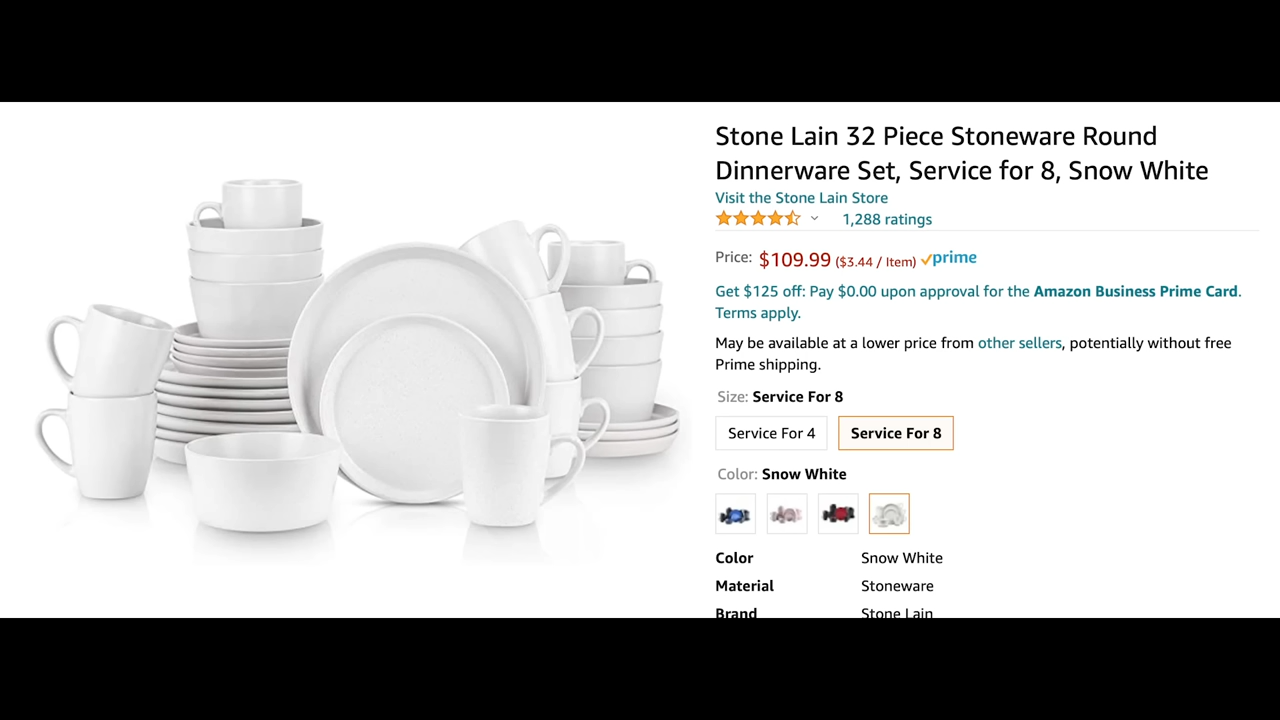 Stone Lain 32 Piece Stoneware Round
Dinnerware Set, Service for 8, Snow White
Visit the Stone Lain Store
1,288 ratings
Price: $109.99 ($3.44 / Item) prime
Get $125 off: Pay $0.00 upon approval for the Amazon Business Prime Card.
Terms apply.
May be available at a lower price from other sellers, potentially without free
Prime shipping.
Size: Service For 8
Service For 4 Service For 8
Color: Snow White
Color Snow White
Material Stoneware
Brand Stone Lain